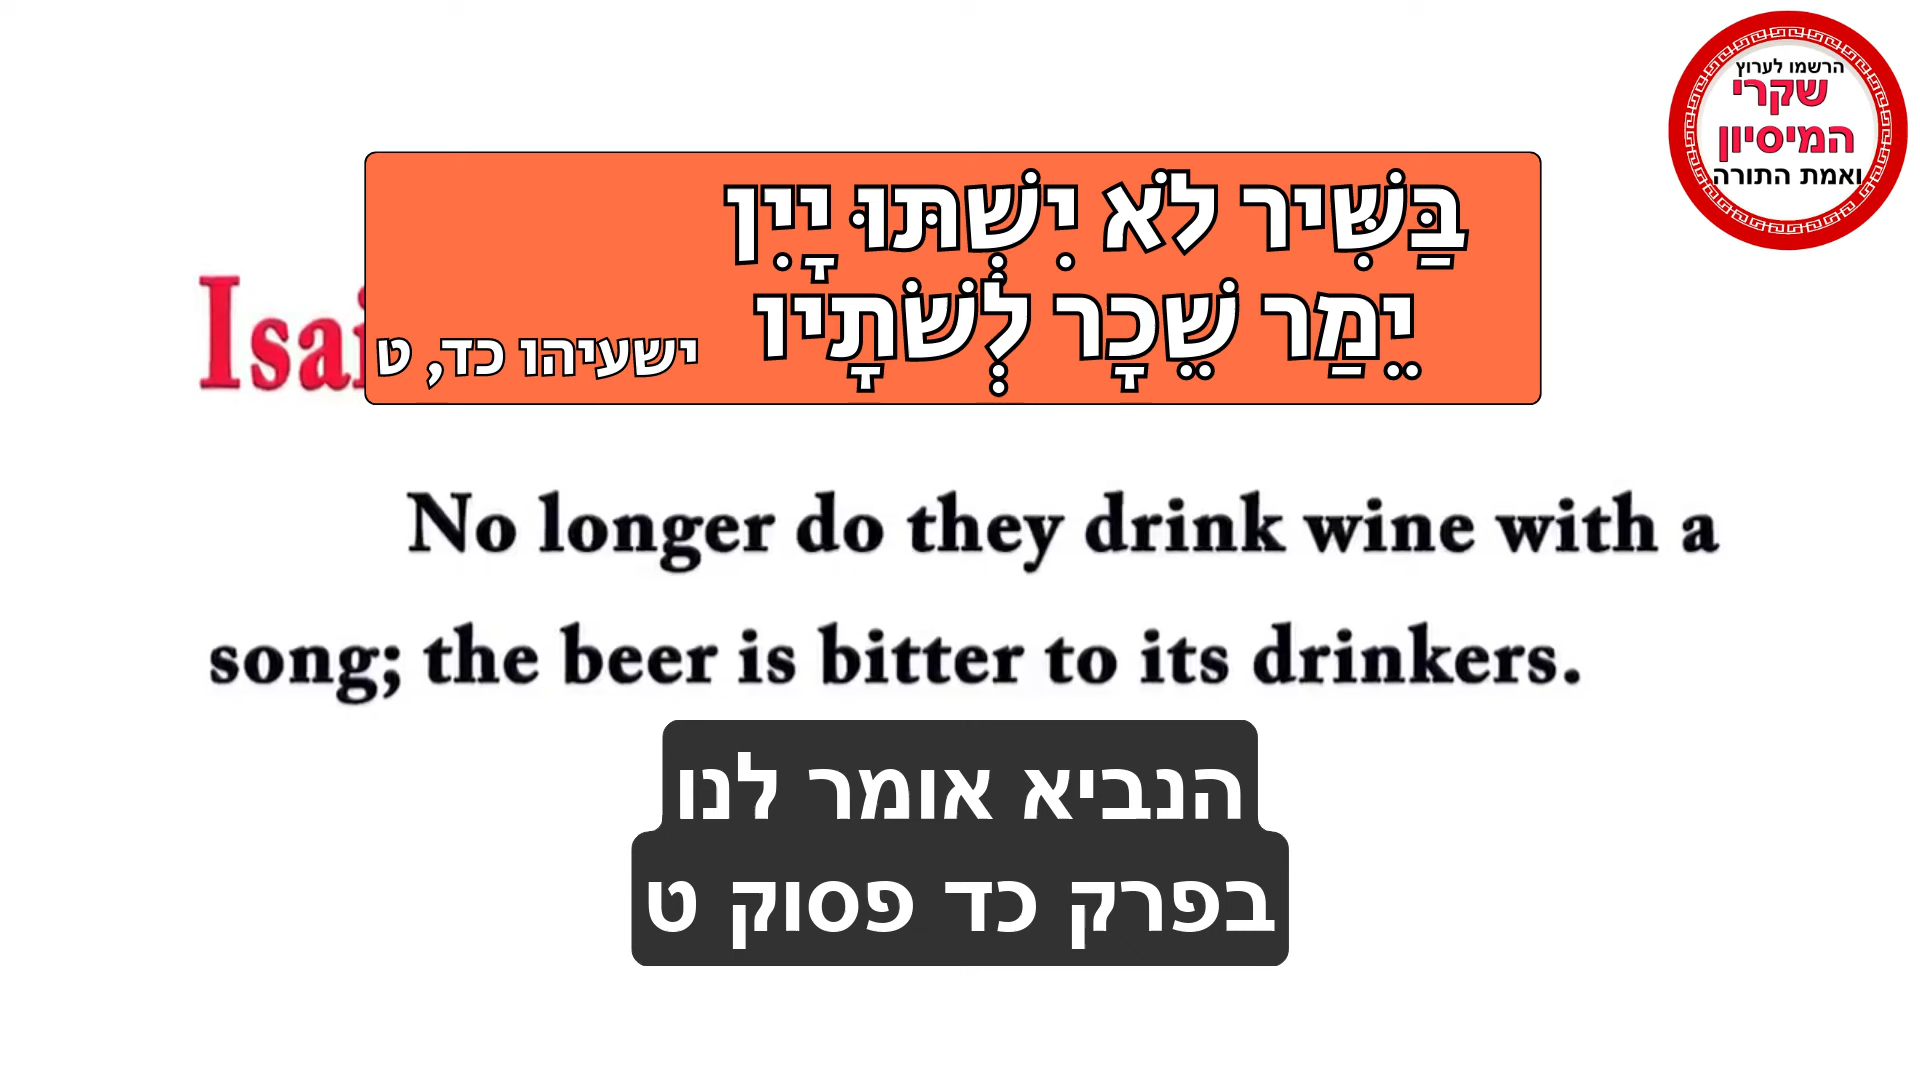 הרשמו לערוץ
שקרי
המיסיון
ואמת התורה
בַּשִּׁיר לֹא יִשְׁתּוּ יָיִן
יֵמַר שֵׁכָר לְשֹׁתָיו
ישעיהו כד, ט
Isai
No longer do they drink wine with a
song; the beer is bitter to its drinkers.
הנביא אומר לנו
בפרק כד פסוק ט